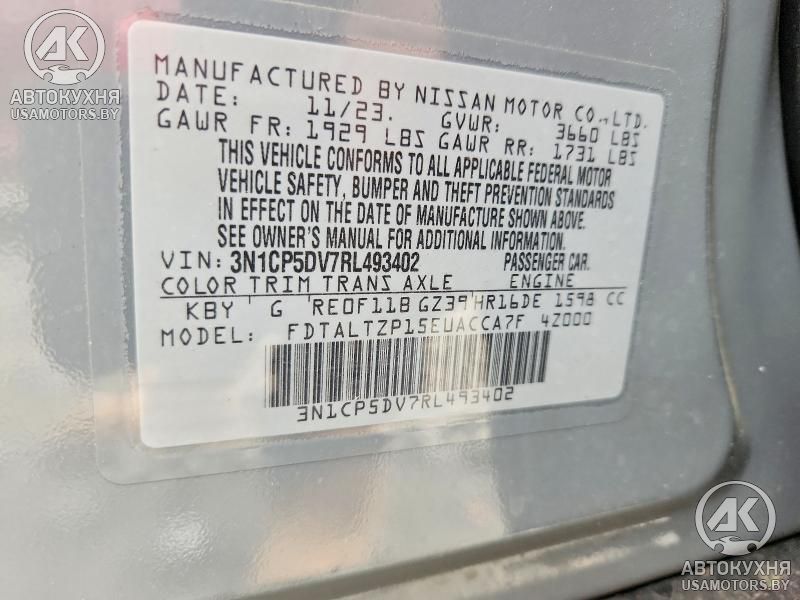 АК
АВТОКУХНЯ
USAMOTORS.BY
MANUFACTURED BY NISSAN MOTOR CO.,LTD.
DATE: 11/23. GVWR: 3660 LBS
GAWR FR: 1929 LBS GAWR RR: 1731 LBS
THIS VEHICLE CONFORMS TO ALL APPLICABLE FEDERAL MOTOR
VEHICLE SAFETY, BUMPER AND THEFT PREVENTION STANDARDS
IN EFFECT ON THE DATE OF MANUFACTURE SHOWN ABOVE.
SEE OWNER'S MANUAL FOR ADDITIONAL INFORMATION.
VIN: 3N1CP5DV7RL493402 PASSENGER CAR.
COLOR TRIM TRANS AXLE ENGINE
KBY G RE0F11B GZ39 HR16DE 1598 CC
MODEL: FDTALTZP15EUACCA7F 4Z000
3N1CP5DV7RL493402
АК
АВТОКУХНЯ
USAMOTORS.BY